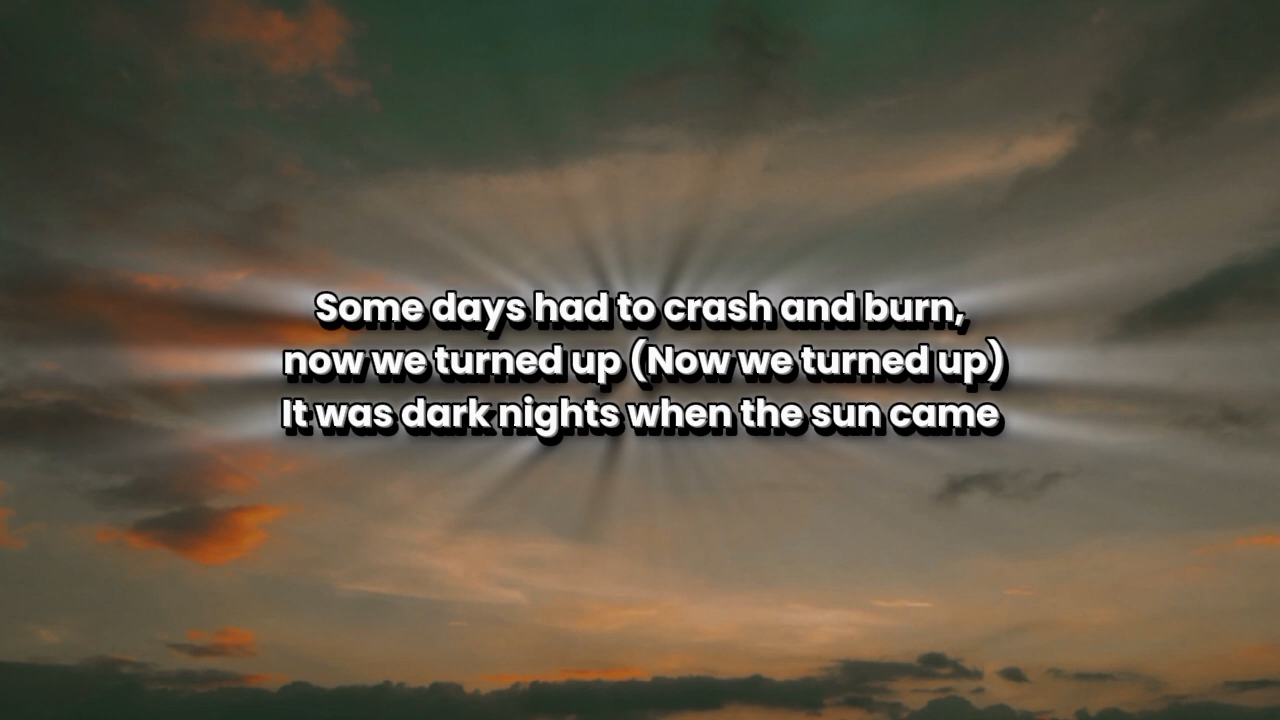 Some days had to crash and burn,
now we turned up (Now we turned up)
It was dark nights when the sun came